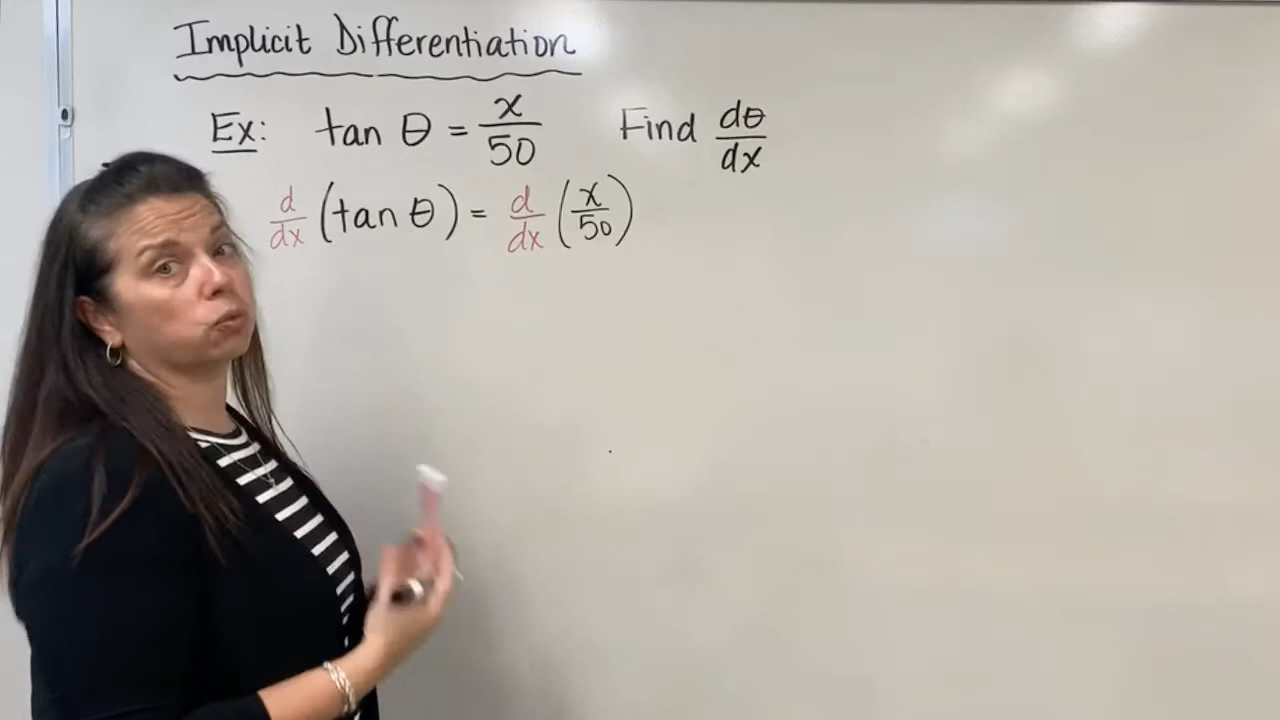 Implicit Differentiation
Ex: tan θ = x/50 Find dθ/dx
d/dx (tan θ) = d/dx (x/50)